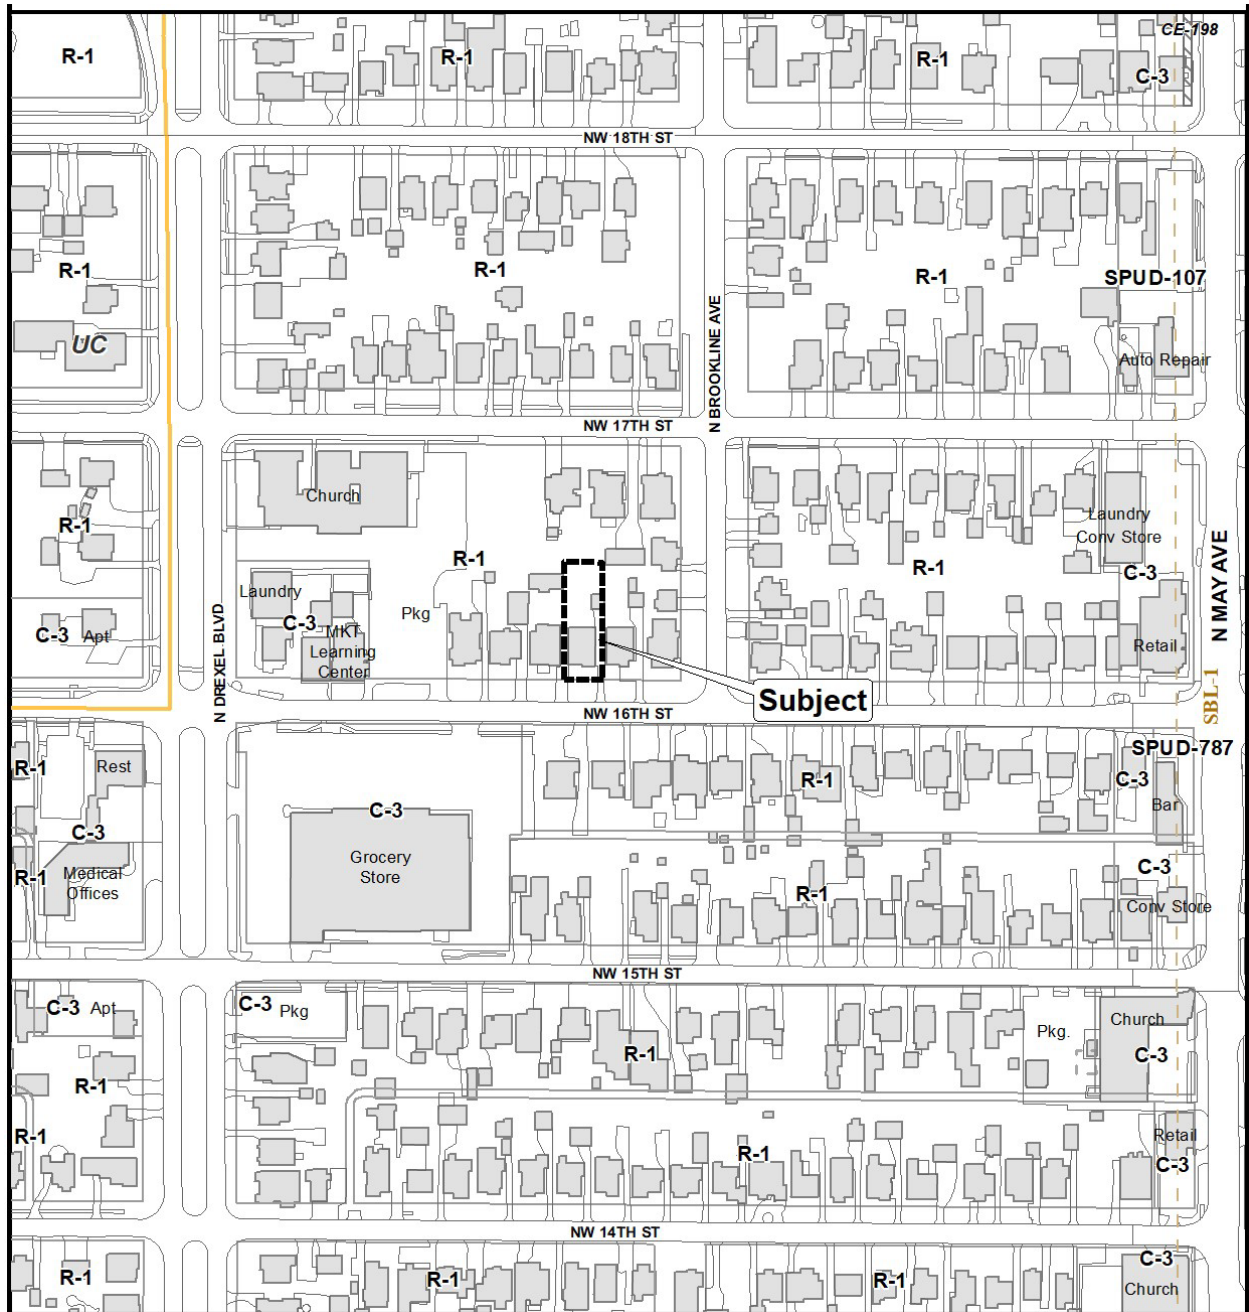 CE-198
R-1
R-1
R-1
C-3
NW 18TH ST
R-1
R-1
R-1
SPUD-107
N BROOKLINE AVE
UC
Auto Repair
NW 17TH ST
Church
Laundry
Conv Store
R-1
R-1
R-1
C-3
N MAY AVE
Laundry
Pkg
C-3
MKT
Learning
Center
C-3
Apt
Retail
N DREXEL BLVD
Subject
SBL-1
NW 16TH ST
SPUD-787
R-1
Rest
R-1
C-3
Bar
C-3
C-3
Grocery
Store
R-1
Medical
Offices
R-1
C-3
Conv Store
NW 15TH ST
C-3
Apt
C-3
Pkg
Pkg.
Church
R-1
C-3
R-1
R-1
R-1
Retail
C-3
NW 14TH ST
R-1
R-1
R-1
C-3
Church